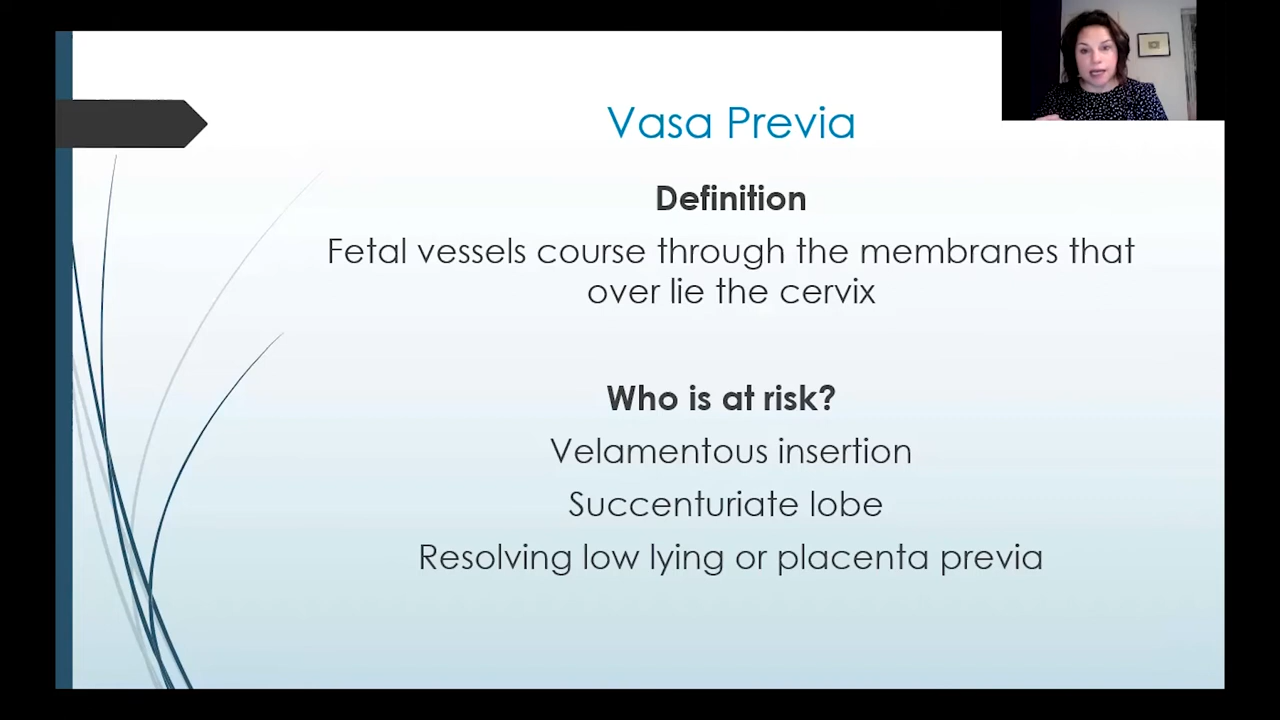 Vasa Previa
Definition
Fetal vessels course through the membranes that
over lie the cervix
Who is at risk?
Velamentous insertion
Succenturiate lobe
Resolving low lying or placenta previa